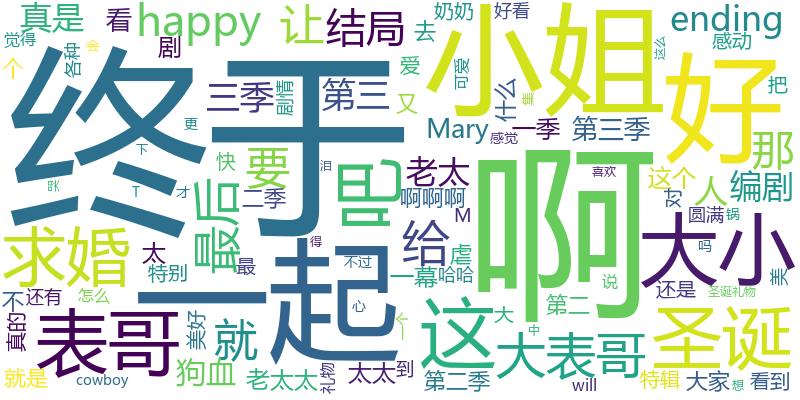 真是
看
happy
让
结局
去
奶奶
好看
ending
觉得
剧
爱
感动
个
会
各种
终于
三季
剧情
第三
又
小姐
可爱
什么
这么
好
把
集
更
Mary
一季
第三季
那
下
快
要
吧
老太
感觉
这个
人
编剧
T
才
泪
二季
啊啊啊
啊
喜欢
对
圆满
锅
求婚
最后
M
给
虐
大小
吗
太
特别
最
得
一起
不过
一幕
哈哈
说
还是
美
不
还有
怎么
心
第二
圣诞礼物
真的
表哥
美好
就
个
这
大
大表哥
中
圣诞
就是
cowboy
狗血
老太太
礼物
太太
到
第二季
will
特辑
大家
想
看到